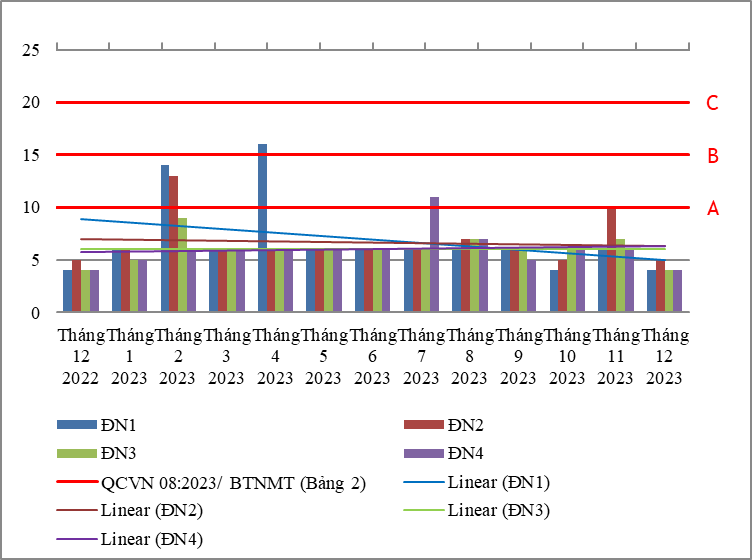 25
20
15
10
5
0
C
B
A
Tháng 12 2022
Tháng 1 2023
Tháng 2 2023
Tháng 3 2023
Tháng 4 2023
Tháng 5 2023
Tháng 6 2023
Tháng 7 2023
Tháng 8 2023
Tháng 9 2023
Tháng 10 2023
Tháng 11 2023
Tháng 12 2023
ĐN1
ĐN2
ĐN3
ĐN4
QCVN 08:2023/ BTNMT (Bảng 2)
Linear (ĐN1)
Linear (ĐN2)
Linear (ĐN3)
Linear (ĐN4)